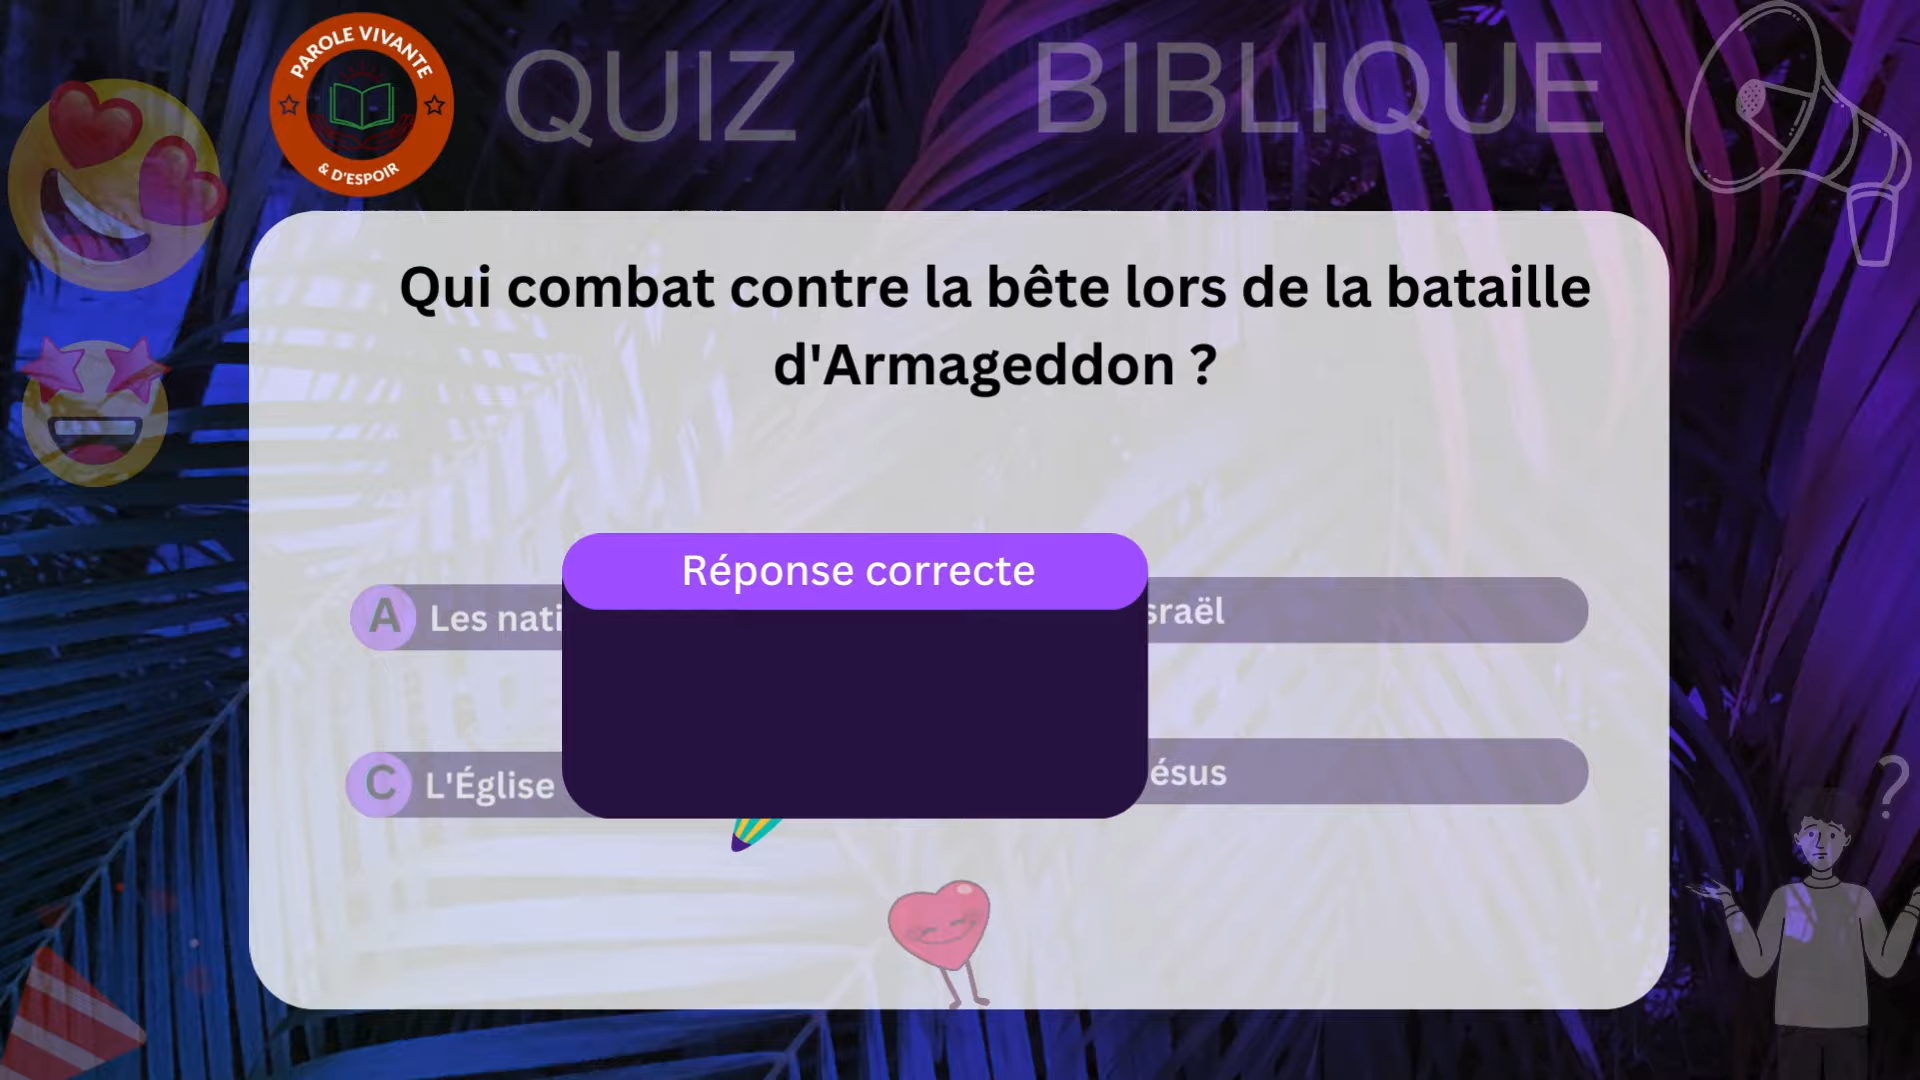 PAROLE VIVANTE
& D'ESPOIR
QUIZ BIBLIQUE
Qui combat contre la bête lors de la bataille
d'Armageddon ?
Réponse correcte
A Les nati
sraël
C L'Église
ésus
?